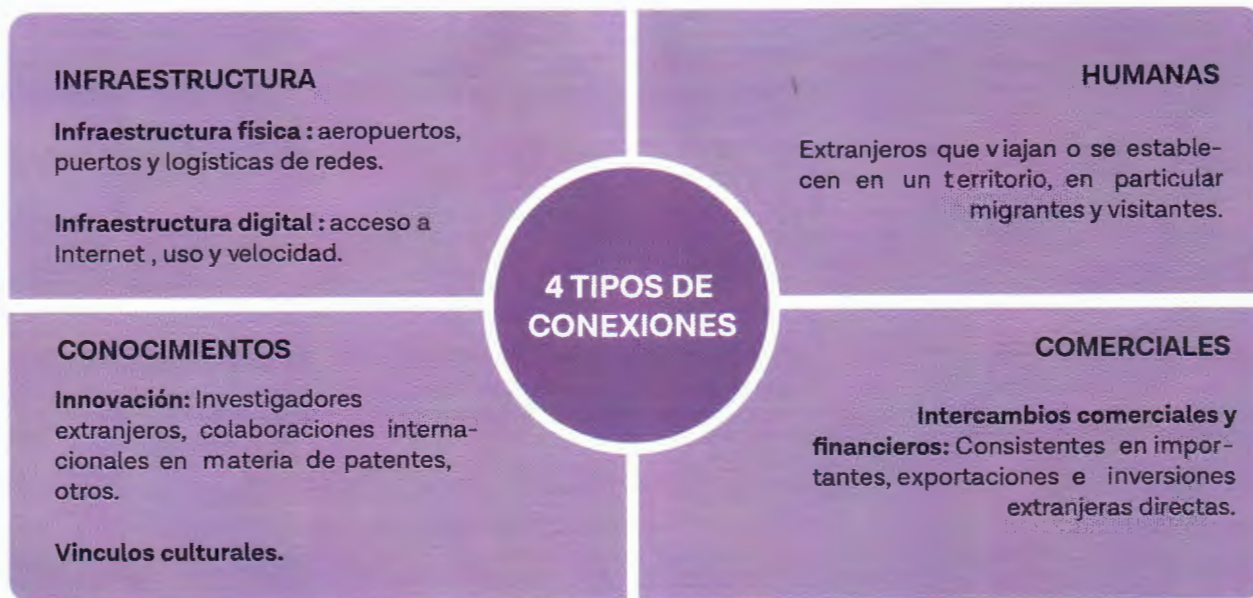 INFRAESTRUCTURA
Infraestructura física : aeropuertos,
puertos y logísticas de redes.
Infraestructura digital : acceso a
Internet , uso y velocidad.
HUMANAS
Extranjeros que viajan o se estable-
cen en un territorio, en particular
migrantes y visitantes.
4 TIPOS DE
CONEXIONES
CONOCIMIENTOS
Innovación: Investigadores
extranjeros, colaboraciones interna-
cionales en materia de patentes,
otros.
Vinculos culturales.
COMERCIALES
Intercambios comerciales y
financieros: Consistentes en impor-
tantes, exportaciones e inversiones
extranjeras directas.